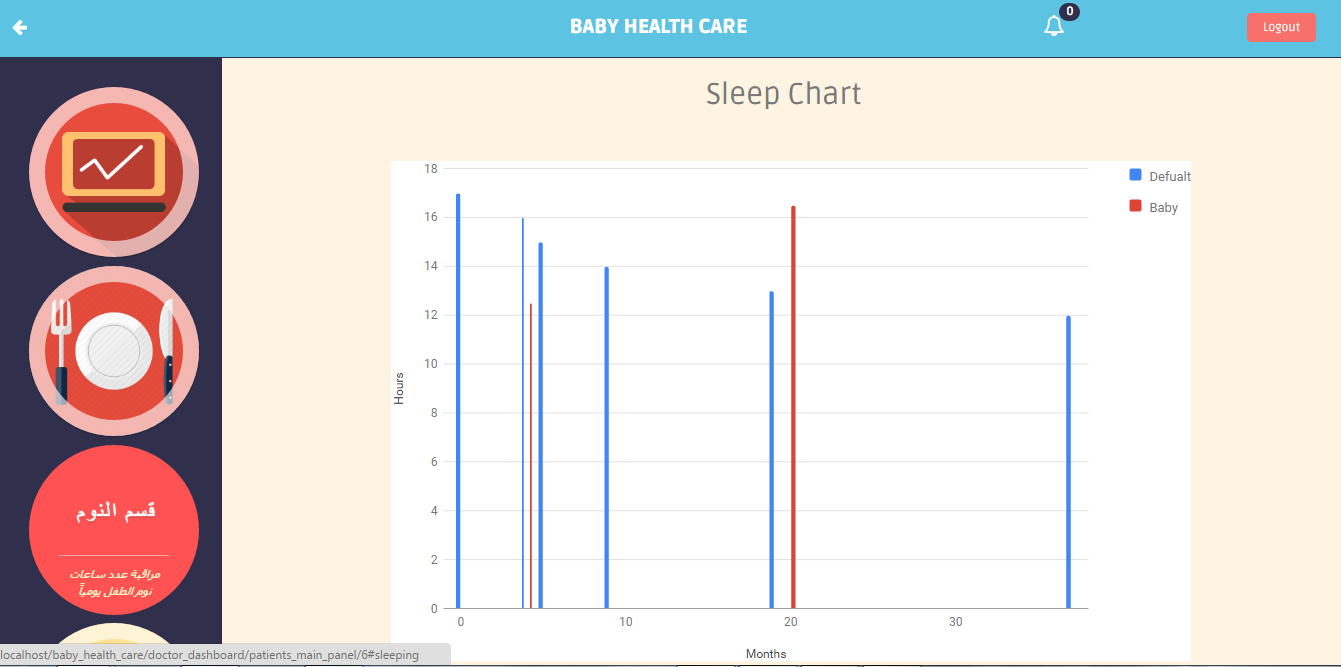 BABY HEALTH CARE
0
Logout
Sleep Chart
18
16
14
12
10
8
6
4
2
0
Hours
0
10
20
30
Months
Defualt
Baby
قسم النوم
مراقبة عدد ساعات
نوم الطفل يومياً
localhost/baby_health_care/doctor_dashboard/patients_main_panel/6#sleeping